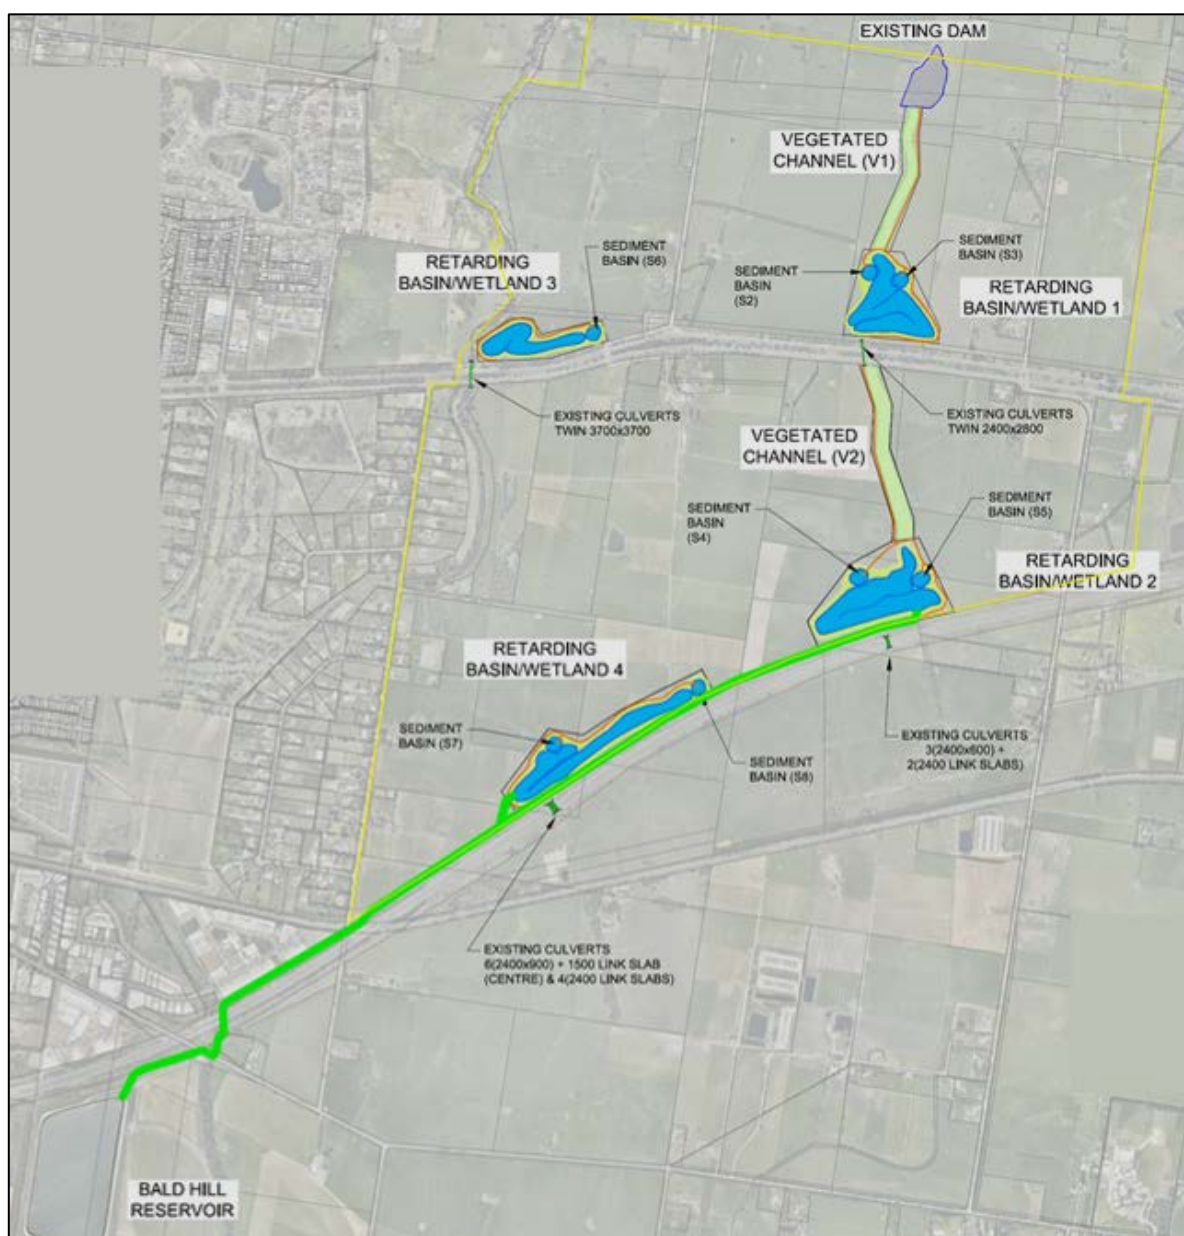 EXISTING DAM
VEGETATED
CHANNEL (V1)
SEDIMENT
BASIN (S3)
SEDIMENT
BASIN (S6)
RETARDING
BASIN/WETLAND 3
SEDIMENT
BASIN
(S2)
RETARDING
BASIN/WETLAND 1
EXISTING CULVERTS
TWIN 3700x3700
EXISTING CULVERTS
TWIN 2400x2800
VEGETATED
CHANNEL (V2)
SEDIMENT
BASIN
(S4)
SEDIMENT
BASIN (S5)
RETARDING
BASIN/WETLAND 2
RETARDING
BASIN/WETLAND 4
SEDIMENT
BASIN (S7)
SEDIMENT
BASIN (S8)
EXISTING CULVERTS
3(2400x600) +
2(2400 LINK SLABS)
EXISTING CULVERTS
6(2400x900) + 1500 LINK SLAB
(CENTRE) & 4(2400 LINK SLABS)
BALD HILL
RESERVOIR